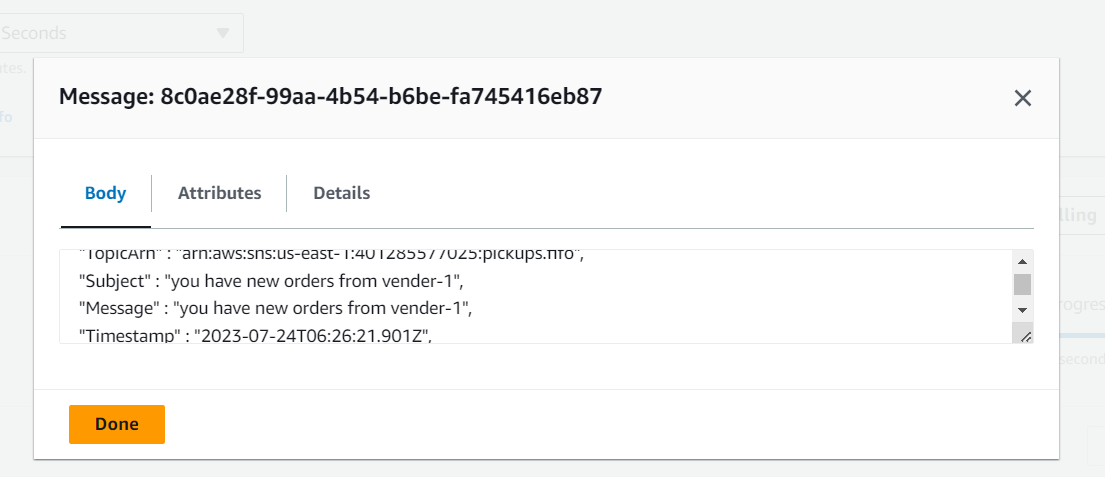 Seconds
utes.
fo
Message: 8c0ae28f-99aa-4b54-b6be-fa745416eb87
Body
Attributes
Details
"TopicArn" : "arn:aws:sns:us-east-1:401285577025:pickups.fifo",
"Subject" : "you have new orders from vender-1",
"Message" : "you have new orders from vender-1",
"Timestamp" : "2023-07-24T06:26:21.901Z",
lling
rogres
second
Done